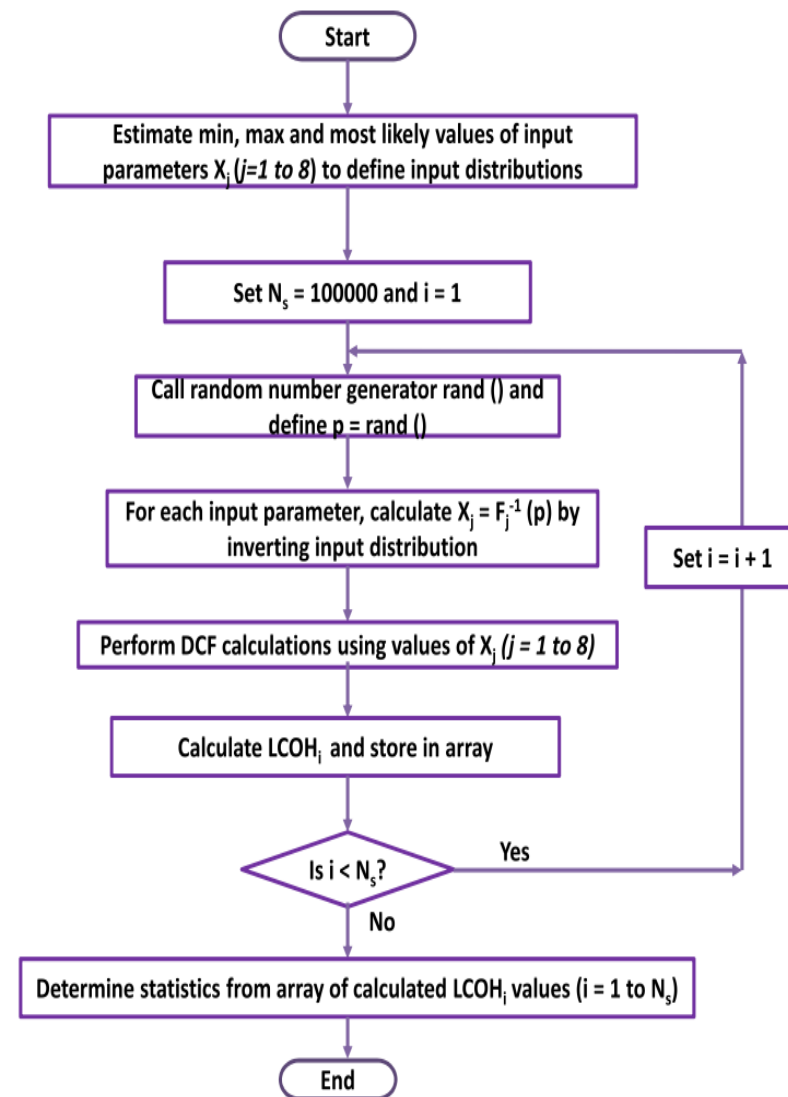 Start
Estimate min, max and most likely values of input
parameters Xj (j=1 to 8) to define input distributions
Set Ns = 100000 and i = 1
Call random number generator rand () and
define p = rand ()
For each input parameter, calculate Xj = Fj-1 (p) by
inverting input distribution
Set i = i + 1
Perform DCF calculations using values of Xj (j = 1 to 8)
Calculate LCOHi and store in array
Is i < Ns?
Yes
No
Determine statistics from array of calculated LCOHi values (i = 1 to Ns)
End